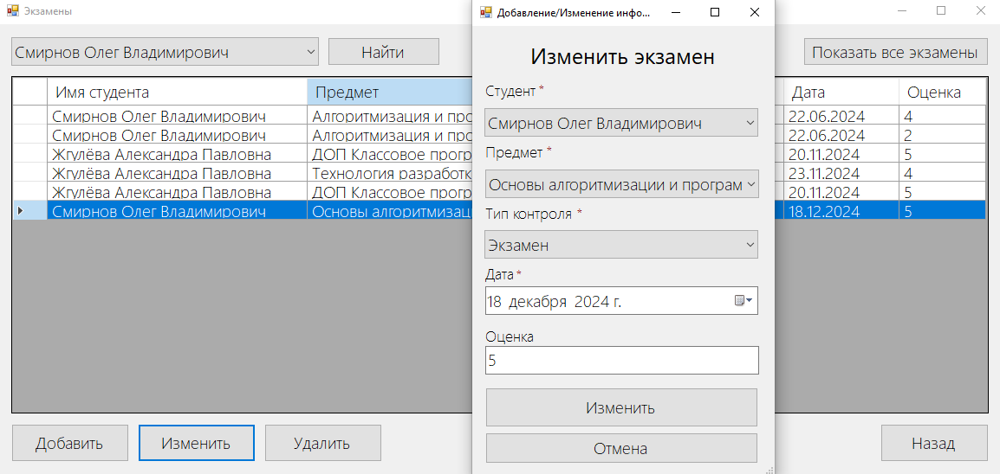 Экзамены
Смирнов Олег Владимирович
Найти
Показать все экзамены
Имя студента Предмет Дата Оценка
Смирнов Олег Владимирович Алгоритмизация и про 22.06.2024 4
Смирнов Олег Владимирович Алгоритмизация и про 22.06.2024 2
Жгулёва Александра Павловна ДОП Классовое прогр 20.11.2024 5
Жгулёва Александра Павловна Технология разработк 23.11.2024 4
Жгулёва Александра Павловна ДОП Классовое прогр 20.11.2024 5
Смирнов Олег Владимирович Основы алгоритмизац 18.12.2024 5
Добавить
Изменить
Удалить
Назад
Добавление/Изменение инфо...
Изменить экзамен
Студент *
Смирнов Олег Владимирович
Предмет *
Основы алгоритмизации и програм
Тип контроля *
Экзамен
Дата *
18 декабря 2024 г.
Оценка
5
Изменить
Отмена